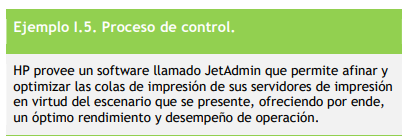 Ejemplo I.5. Proceso de control.
HP provee un software llamado JetAdmin que permite afinar y
optimizar las colas de impresión de sus servidores de impresión
en virtud del escenario que se presente, ofreciendo por ende,
un óptimo rendimiento y desempeño de operación.